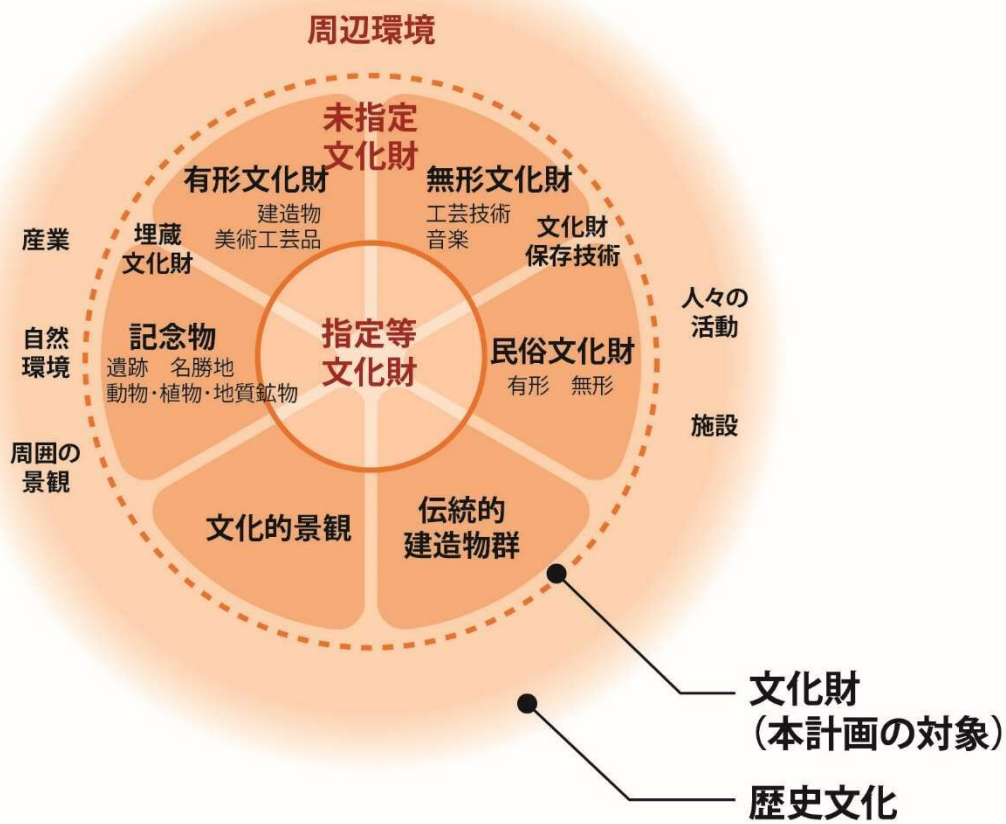 周辺環境
未指定
文化財
有形文化財
建造物
美術工芸品
無形文化財
工芸技術
音楽
埋蔵
文化財
文化財
保存技術
産業
自然
環境
周囲の
景観
記念物
遺跡　名勝地
動物・植物・地質鉱物
指定等
文化財
民俗文化財
有形　無形
人々の
活動
施設
文化的景観
伝統的
建造物群
文化財
（本計画の対象）
歴史文化